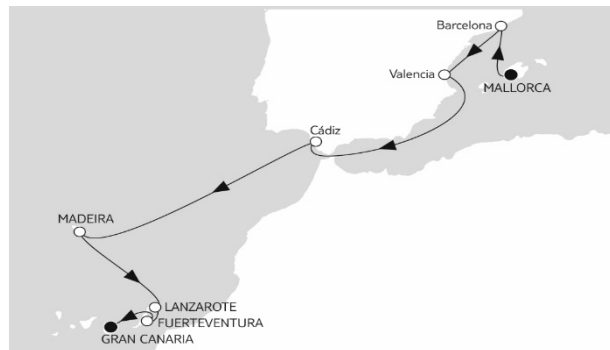 Barcelona
Valencia
MALLORCA
Cádiz
MADEIRA
LANZAROTE
FUERTEVENTURA
GRAN CANARIA